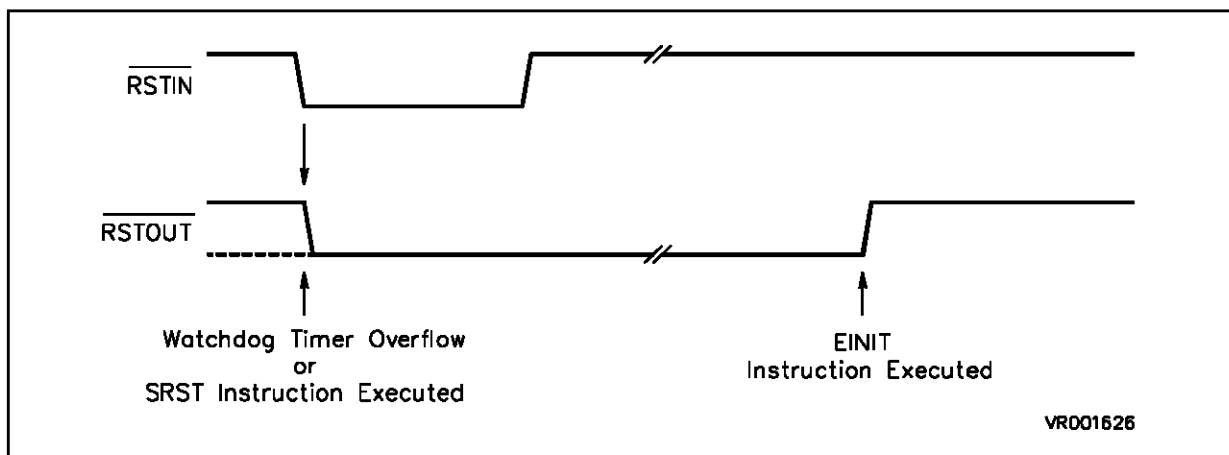 RSTIN
RSTOUT
Watchdog Timer Overflow
or
SRST Instruction Executed
EINIT
Instruction Executed
VR001626